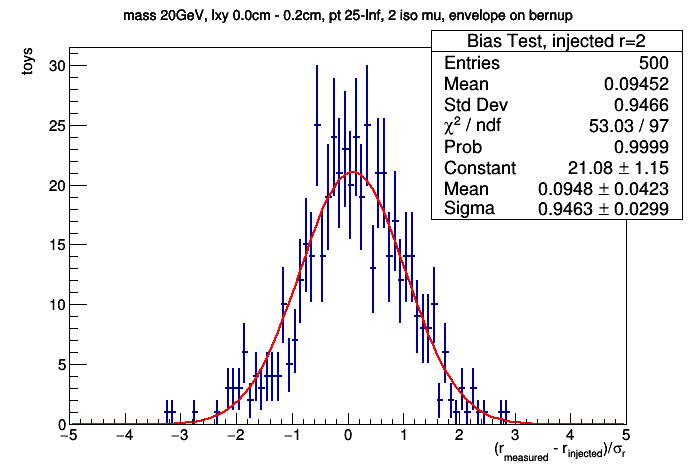 mass 20GeV, lxy 0.0cm - 0.2cm, pt 25-Inf, 2 iso mu, envelope on bernup
Bias Test, injected r=2
Entries 500
Mean 0.09452
Std Dev 0.9466
χ² / ndf 53.03 / 97
Prob 0.9999
Constant 21.08 ± 1.15
Mean 0.0948 ± 0.0423
Sigma 0.9463 ± 0.0299
toys
30
25
20
15
10
5
0
−5 −4 −3 −2 −1 0 1 2 3 4 5
(r_measured - r_injected)/σ_r